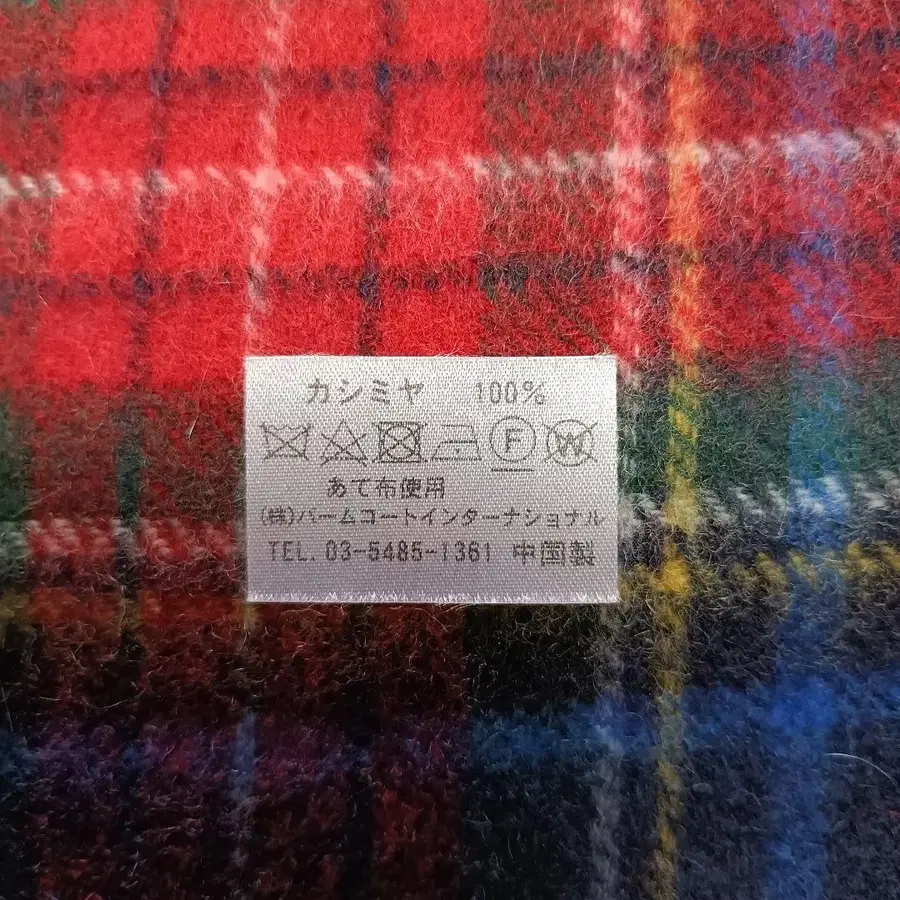 カシミヤ 100%
F W
あて布使用
(株)パームコートインターナショナル
TEL. 03-5485-1361 中国製